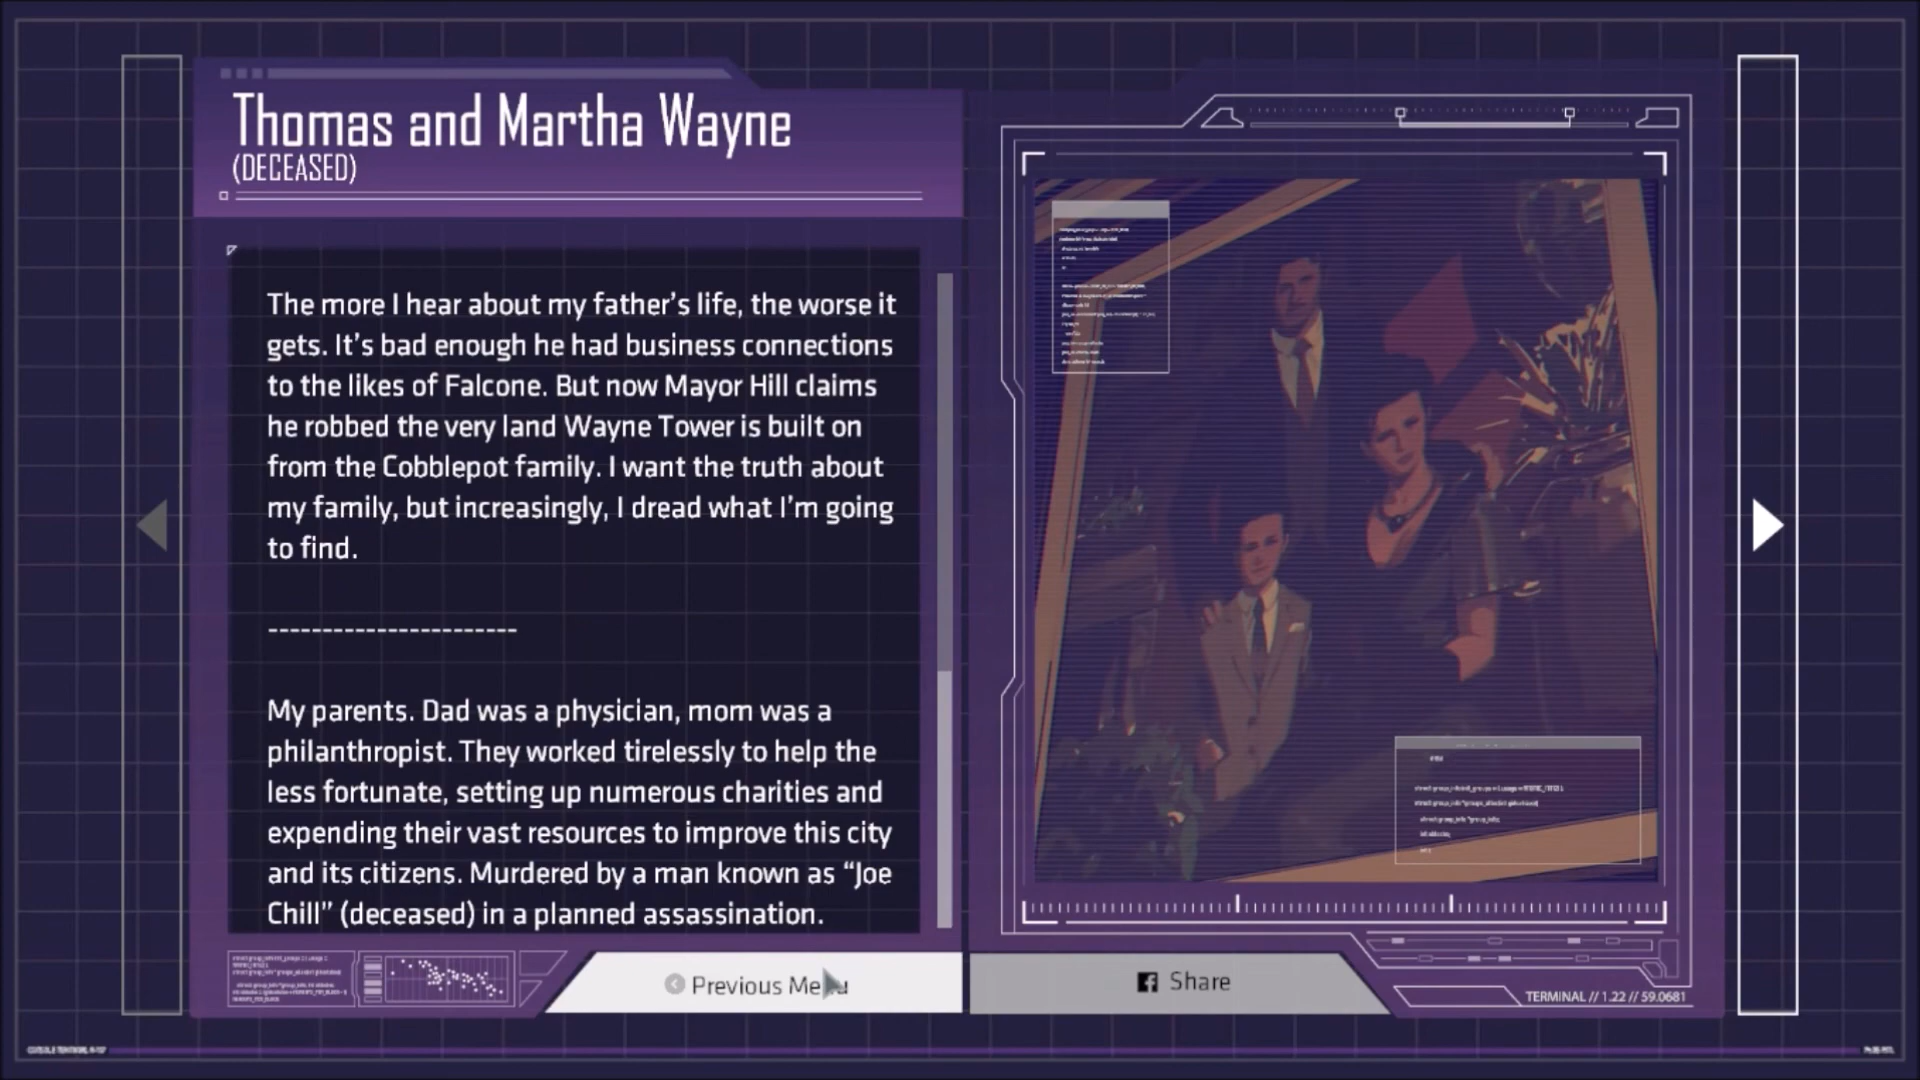 Thomas and Martha Wayne
(DECEASED)
The more I hear about my father’s life, the worse it
gets. It’s bad enough he had business connections
to the likes of Falcone. But now Mayor Hill claims
he robbed the very land Wayne Tower is built on
from the Cobblepot family. I want the truth about
my family, but increasingly, I dread what I’m going
to find.
-----------------------
My parents. Dad was a physician, mom was a
philanthropist. They worked tirelessly to help the
less fortunate, setting up numerous charities and
expending their vast resources to improve this city
and its citizens. Murdered by a man known as “Joe
Chill” (deceased) in a planned assassination.
Previous Menu
Share
TERMINAL // 1.22 // 59.0681